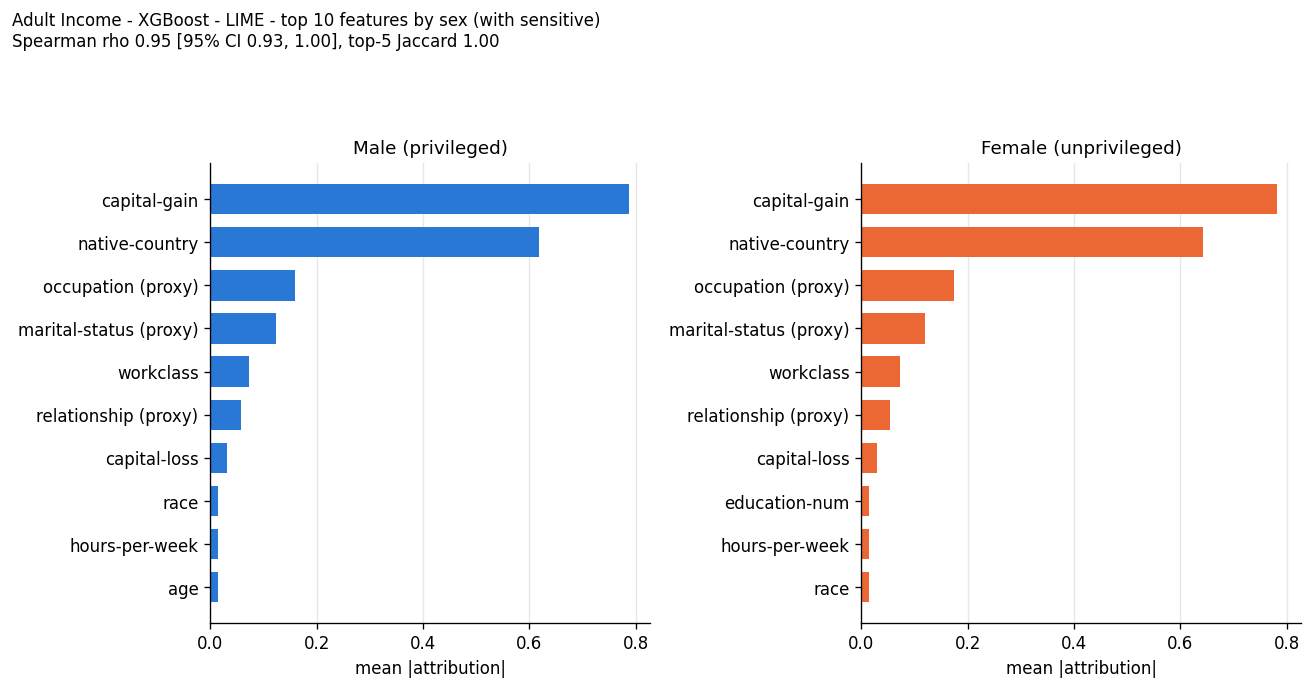 Adult Income - XGBoost - LIME - top 10 features by sex (with sensitive)
Spearman rho 0.95 [95% CI 0.93, 1.00], top-5 Jaccard 1.00
Male (privileged)
capital-gain
native-country
occupation (proxy)
marital-status (proxy)
workclass
relationship (proxy)
capital-loss
race
hours-per-week
age
0.0 0.2 0.4 0.6 0.8
mean |attribution|
Female (unprivileged)
capital-gain
native-country
occupation (proxy)
marital-status (proxy)
workclass
relationship (proxy)
capital-loss
education-num
hours-per-week
race
0.0 0.2 0.4 0.6 0.8
mean |attribution|